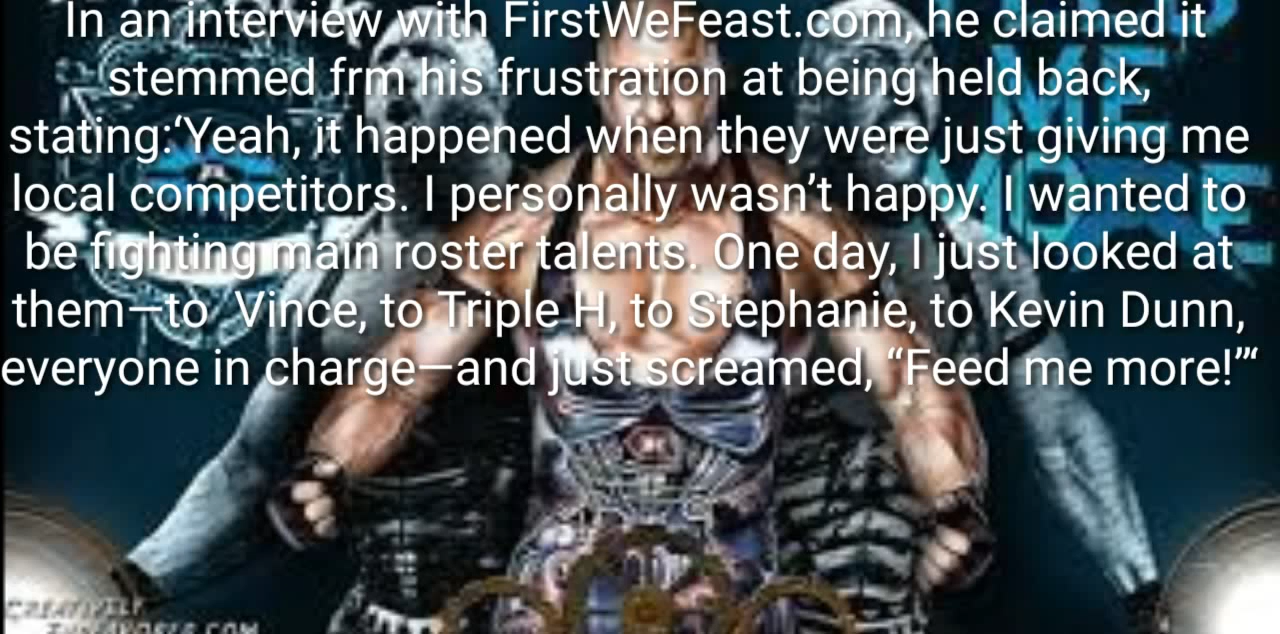 In an interview with FirstWeFeast.com, he claimed it
stemmed frm his frustration at being held back,
stating:‘Yeah, it happened when they were just giving me
local competitors. I personally wasn’t happy. I wanted to
be fighting main roster talents. One day, I just looked at
them—to  Vince, to Triple H, to Stephanie, to Kevin Dunn,
everyone in charge—and just screamed, “Feed me more!”‘
ME
MORE